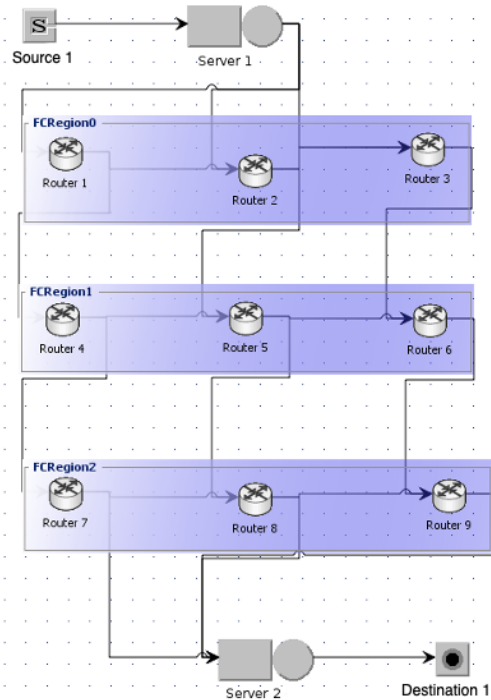 S
Source 1
Server 1
FCRegion0
Router 1
Router 2
Router 3
FCRegion1
Router 4
Router 5
Router 6
FCRegion2
Router 7
Router 8
Router 9
Server 2
Destination 1